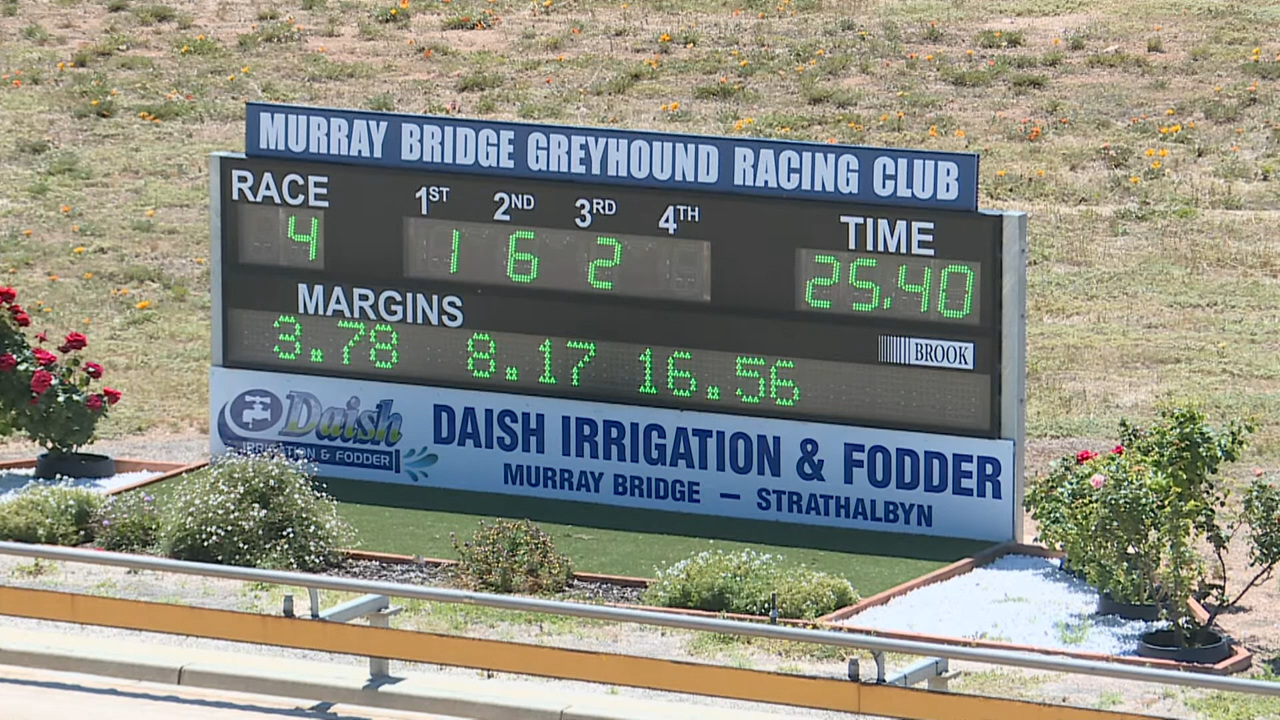 MURRAY BRIDGE GREYHOUND RACING CLUB
RACE 1ST 2ND 3RD 4TH TIME
4 1 6 2 25.40
MARGINS
3.78 8.17 16.56
BROOK
Daish
IRRIGATION & FODDER
DAISH IRRIGATION & FODDER
MURRAY BRIDGE — STRATHALBYN